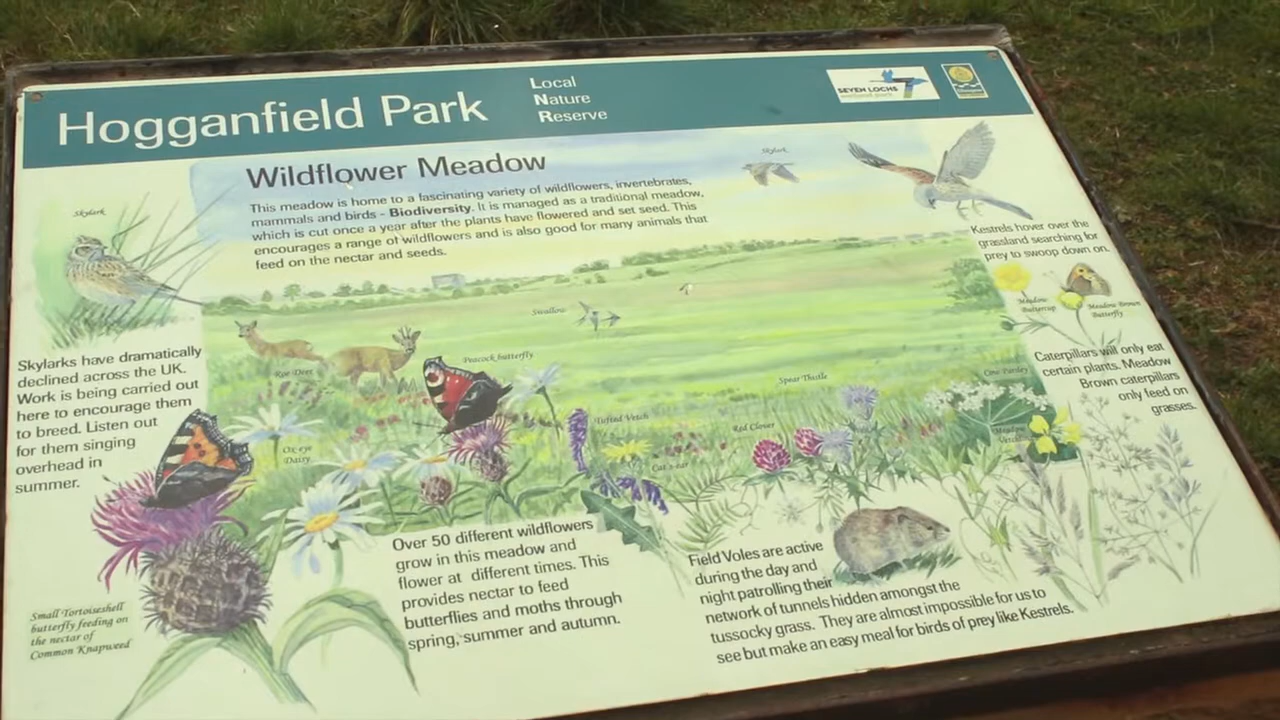 Hogganfield Park
Local
Nature
Reserve
SEVEN LOCHS
wetland park
Wildflower Meadow
This meadow is home to a fascinating variety of wildflowers, invertebrates,
mammals and birds - Biodiversity. It is managed as a traditional meadow,
which is cut once a year after the plants have flowered and set seed. This
encourages a range of wildflowers and is also good for many animals that
feed on the nectar and seeds.
Skylark
Skylark
Kestrels hover over the
grassland searching for
prey to swoop down on.
Meadow
Buttercup
Meadow Brown
Butterfly
Swallow
Skylarks have dramatically
declined across the UK.
Work is being carried out
here to encourage them
to breed. Listen out
for them singing
overhead in
summer.
Roe Deer
Peacock butterfly
Caterpillars will only eat
certain plants. Meadow
Brown caterpillars
only feed on
grasses.
Spear Thistle
Cow Parsley
Tufted Vetch
Red Clover
Meadow
Vetchling
Ox-eye
Daisy
Cat's-ear
Over 50 different wildflowers
grow in this meadow and
flower at different times. This
provides nectar to feed
butterflies and moths through
spring, summer and autumn.
Field Voles are active
during the day and
night patrolling their
network of tunnels hidden amongst the
tussocky grass. They are almost impossible for us to
see but make an easy meal for birds of prey like Kestrels.
Small Tortoiseshell
butterfly feeding on
the nectar of
Common Knapweed